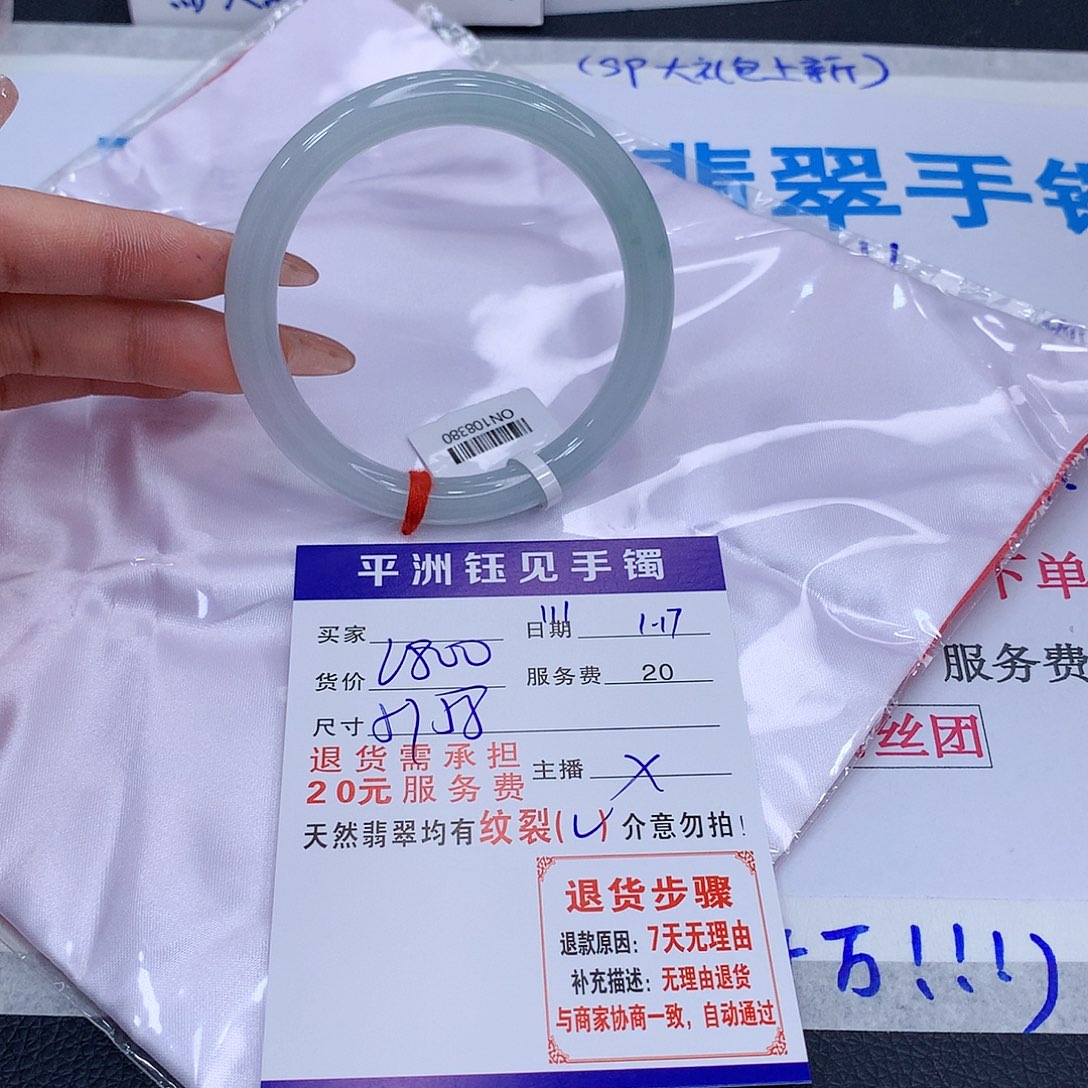 (SP大礼包上新)
翡翠手镯
ON108380
平洲钰见手镯
买家
日期 1-17
货价 1800
服务费 20
尺寸 58
退货需承担
20元服务费
主播 X
天然翡翠均有纹裂(✓)介意勿拍!
退货步骤
退款原因: 7天无理由
补充描述: 无理由退货
与商家协商一致, 自动通过
下单
服务费
丝团
万!!!)